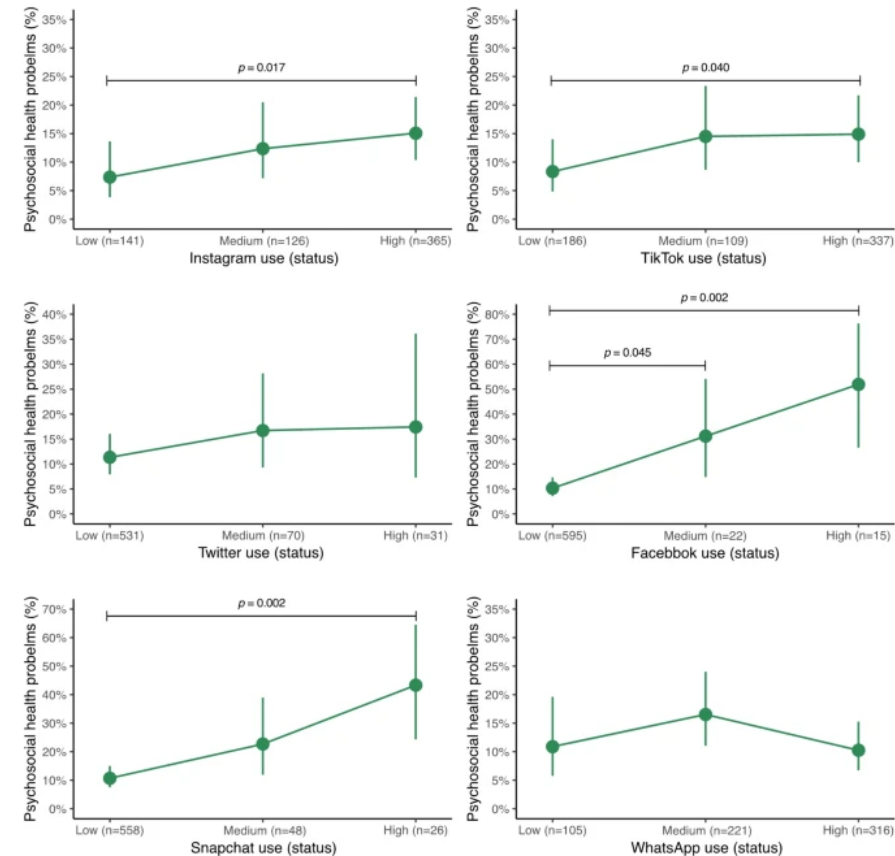 Psychosocial health probelms (%)
35%
30%
25%
20%
15%
10%
5%
0%
p = 0.017
Low (n=141) Medium (n=126) High (n=365)
Instagram use (status)
Psychosocial health probelms (%)
35%
30%
25%
20%
15%
10%
5%
0%
p = 0.040
Low (n=186) Medium (n=109) High (n=337)
TikTok use (status)
Psychosocial health probelms (%)
40%
35%
30%
25%
20%
15%
10%
5%
0%
Low (n=531) Medium (n=70) High (n=31)
Twitter use (status)
Psychosocial health probelms (%)
80%
70%
60%
50%
40%
30%
20%
10%
0%
p = 0.002
p = 0.045
Low (n=595) Medium (n=22) High (n=15)
Facebbok use (status)
Psychosocial health probelms (%)
70%
60%
50%
40%
30%
20%
10%
0%
p = 0.002
Low (n=558) Medium (n=48) High (n=26)
Snapchat use (status)
Psychosocial health probelms (%)
35%
30%
25%
20%
15%
10%
5%
0%
Low (n=105) Medium (n=221) High (n=316)
WhatsApp use (status)